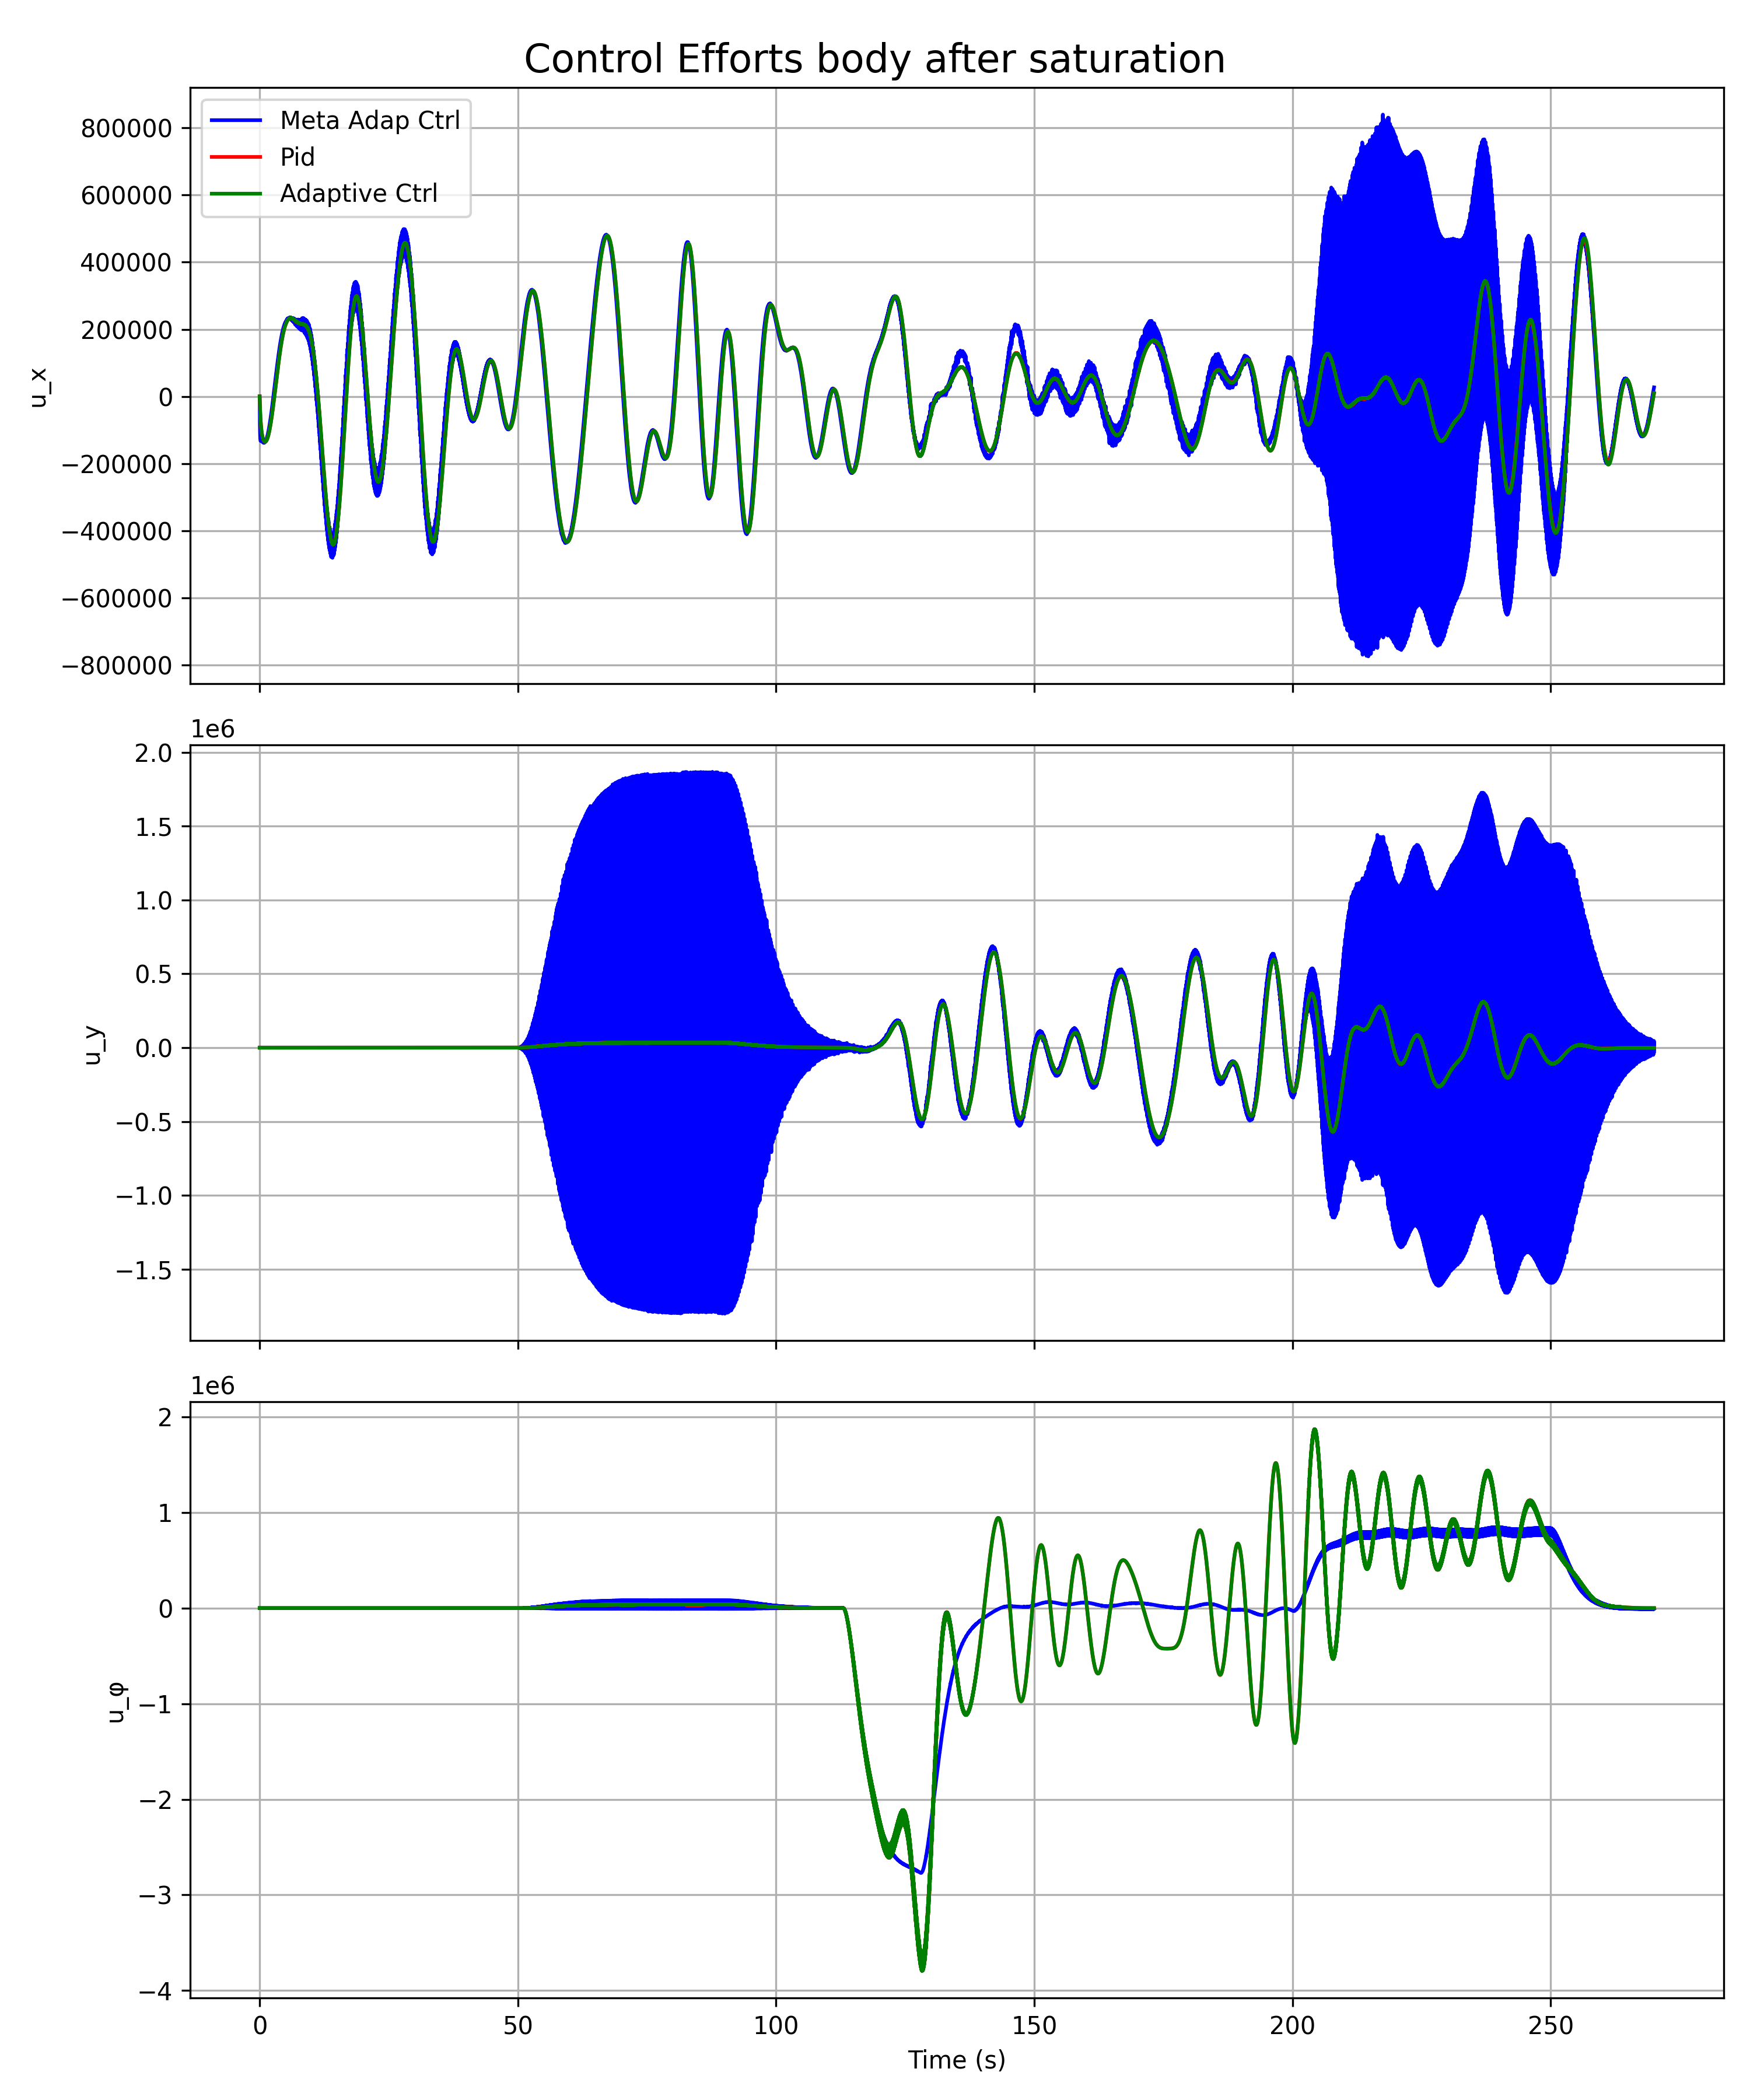 Control Efforts body after saturation
Meta Adap Ctrl
Pid
Adaptive Ctrl
800000
600000
400000
200000
0
−200000
−400000
−600000
−800000
u_x
1e6
2.0
1.5
1.0
0.5
0.0
−0.5
−1.0
−1.5
u_y
1e6
2
1
0
−1
−2
−3
−4
u_φ
0 50 100 150 200 250
Time (s)